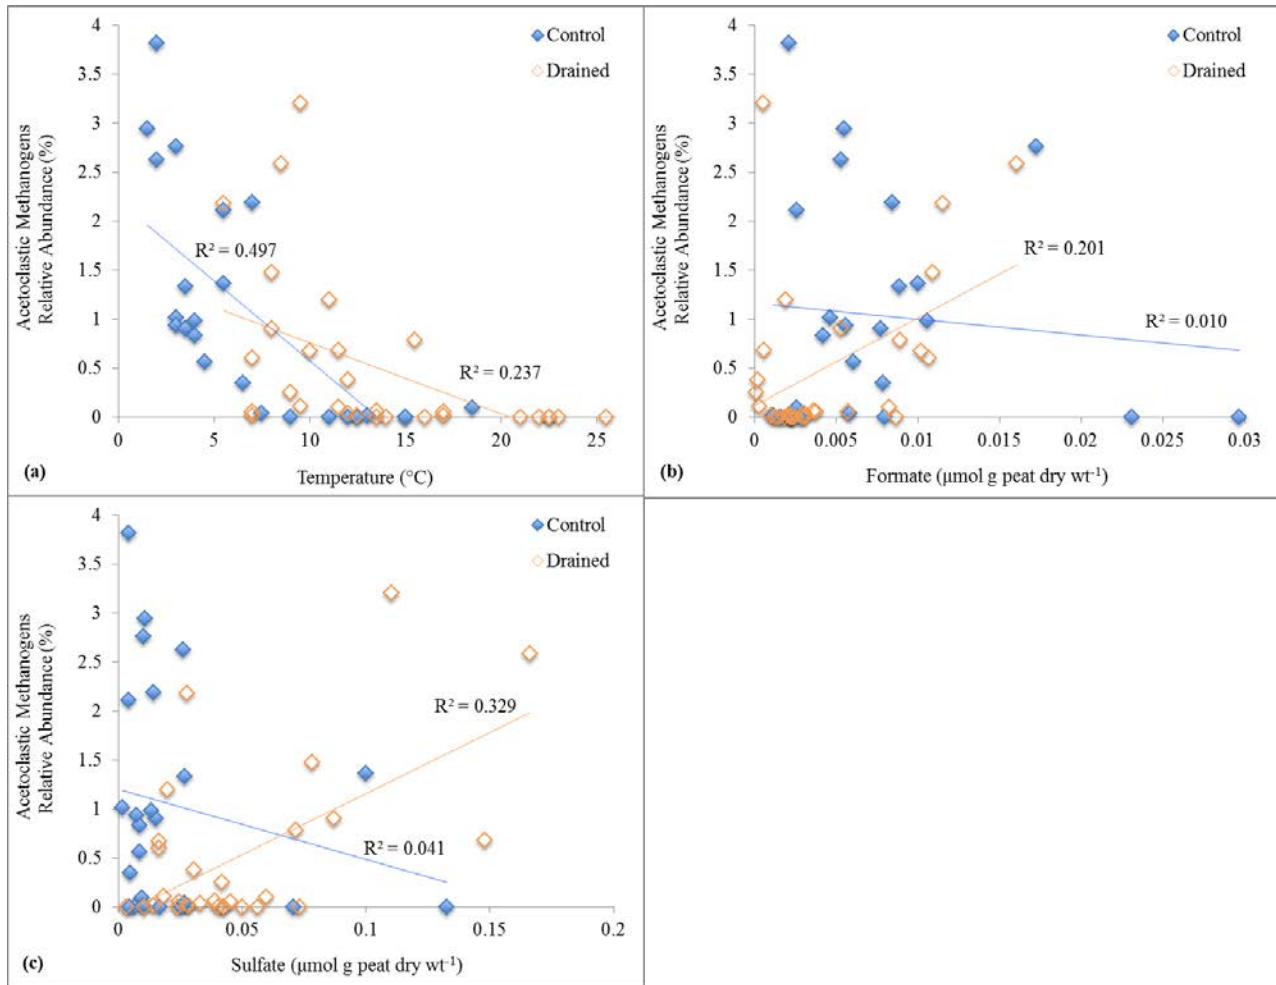 4
3.5
3
2.5
2
1.5
1
0.5
0
Acetoclastic Methanogens
Relative Abundance (%)
Control
Drained
R² = 0.497
R² = 0.237
0 5 10 15 20 25
(a)
Temperature (°C)
4
3.5
3
2.5
2
1.5
1
0.5
0
Acetoclastic Methanogens
Relative Abundance (%)
Control
Drained
R² = 0.201
R² = 0.010
0 0.005 0.01 0.015 0.02 0.025 0.03
(b)
Formate (μmol g peat dry wt⁻¹)
4
3.5
3
2.5
2
1.5
1
0.5
0
Acetoclastic Methanogens
Relative Abundance (%)
Control
Drained
R² = 0.329
R² = 0.041
0 0.05 0.1 0.15 0.2
(c)
Sulfate (μmol g peat dry wt⁻¹)